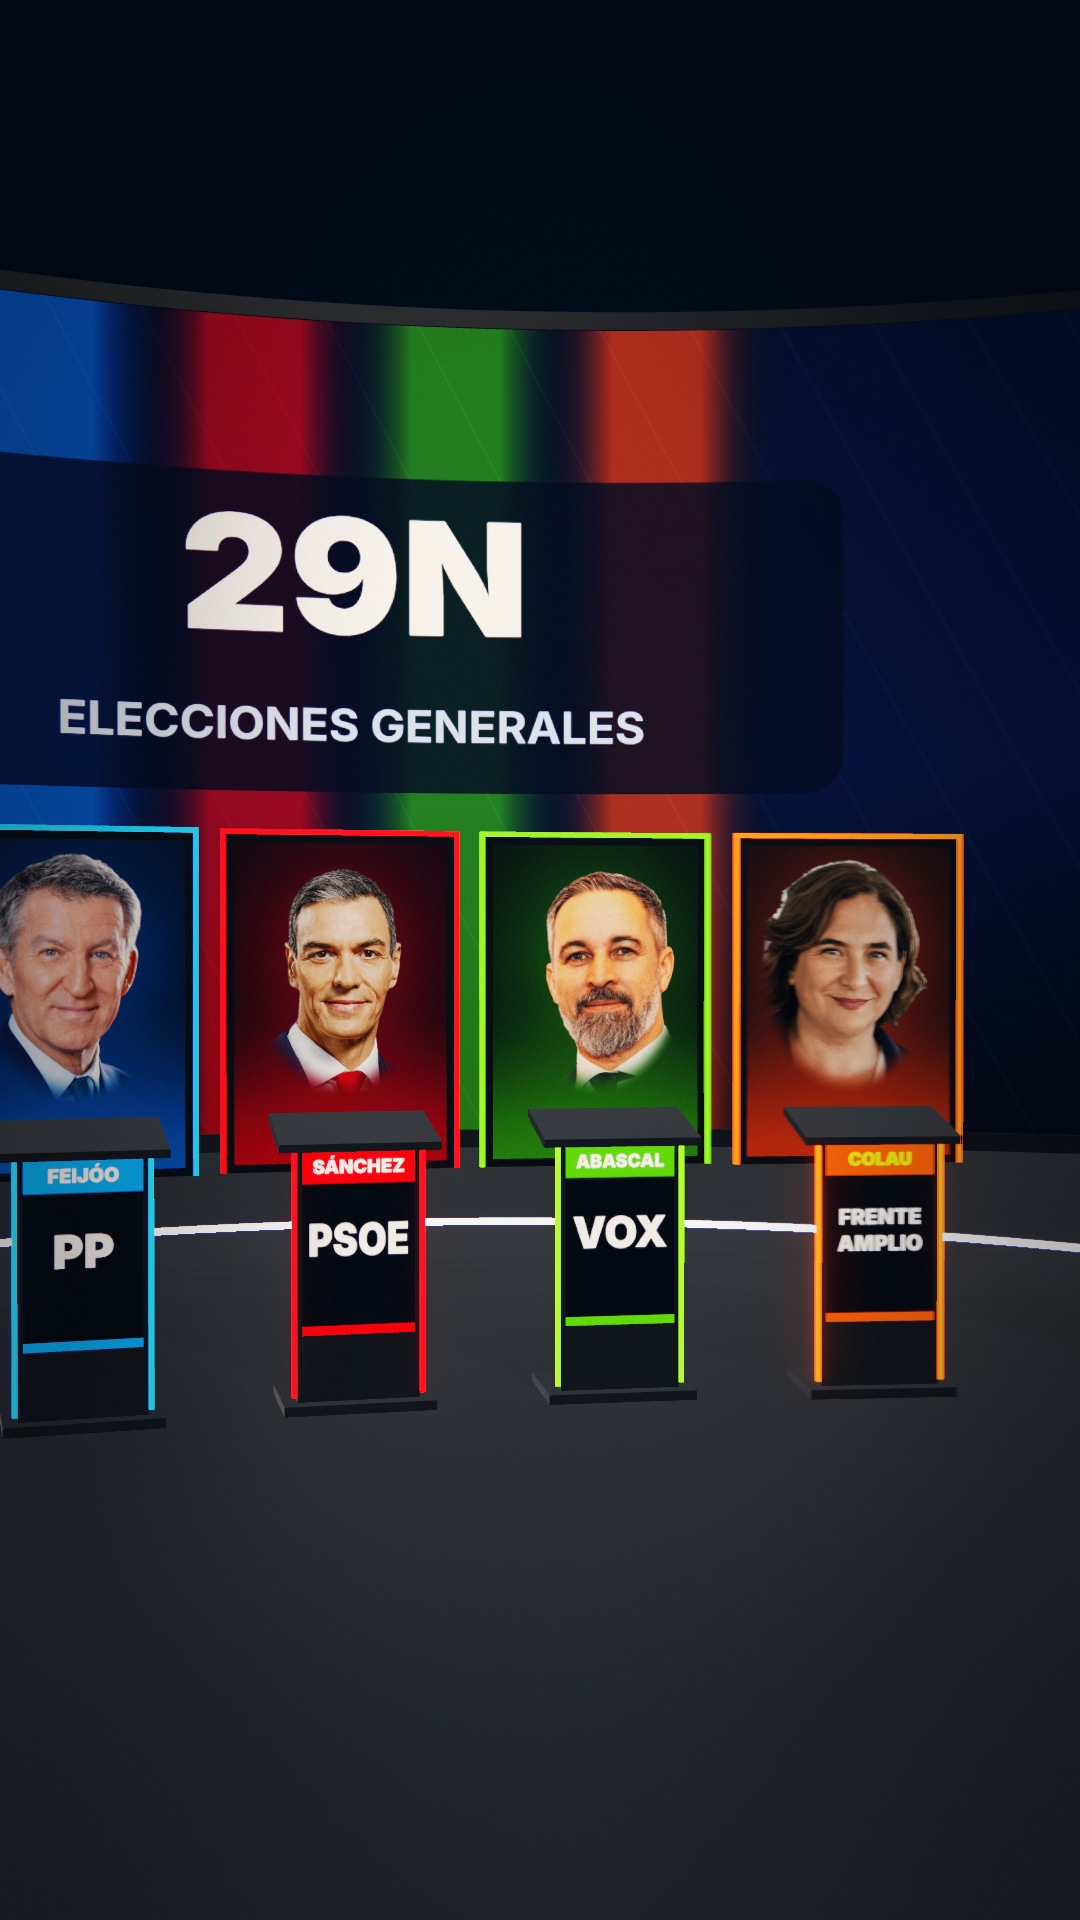 29N
ELECCIONES GENERALES
FEIJÓO
PP
SÁNCHEZ
PSOE
ABASCAL
VOX
COLAU
FRENTE
AMPLIO